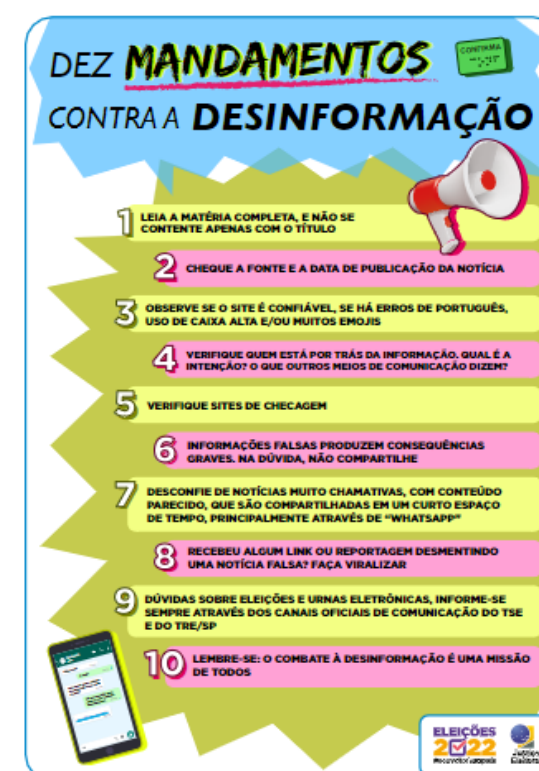 DEZ MANDAMENTOS
CONFIRMA
CONTRA A DESINFORMAÇÃO
1 LEIA A MATÉRIA COMPLETA, E NÃO SE
CONTENTE APENAS COM O TÍTULO
2 CHEQUE A FONTE E A DATA DE PUBLICAÇÃO DA NOTÍCIA
3 OBSERVE SE O SITE É CONFIÁVEL, SE HÁ ERROS DE PORTUGUÊS,
USO DE CAIXA ALTA E/OU MUITOS EMOJIS
4 VERIFIQUE QUEM ESTÁ POR TRÁS DA INFORMAÇÃO. QUAL É A
INTENÇÃO? O QUE OUTROS MEIOS DE COMUNICAÇÃO DIZEM?
5 VERIFIQUE SITES DE CHECAGEM
6 INFORMAÇÕES FALSAS PRODUZEM CONSEQUÊNCIAS
GRAVES. NA DÚVIDA, NÃO COMPARTILHE
7 DESCONFIE DE NOTÍCIAS MUITO CHAMATIVAS, COM CONTEÚDO
PARECIDO, QUE SÃO COMPARTILHADAS EM UM CURTO ESPAÇO
DE TEMPO, PRINCIPALMENTE ATRAVÉS DE "WHATSAPP"
8 RECEBEU ALGUM LINK OU REPORTAGEM DESMENTINDO
UMA NOTÍCIA FALSA? FAÇA VIRALIZAR
9 DÚVIDAS SOBRE ELEIÇÕES E URNAS ELETRÔNICAS, INFORME-SE
SEMPRE ATRAVÉS DOS CANAIS OFICIAIS DE COMUNICAÇÃO DO TSE
E DO TRE/SP
10 LEMBRE-SE: O COMBATE À DESINFORMAÇÃO É UMA MISSÃO
DE TODOS
ELEIÇÕES
2022
Justiça
Eleitoral